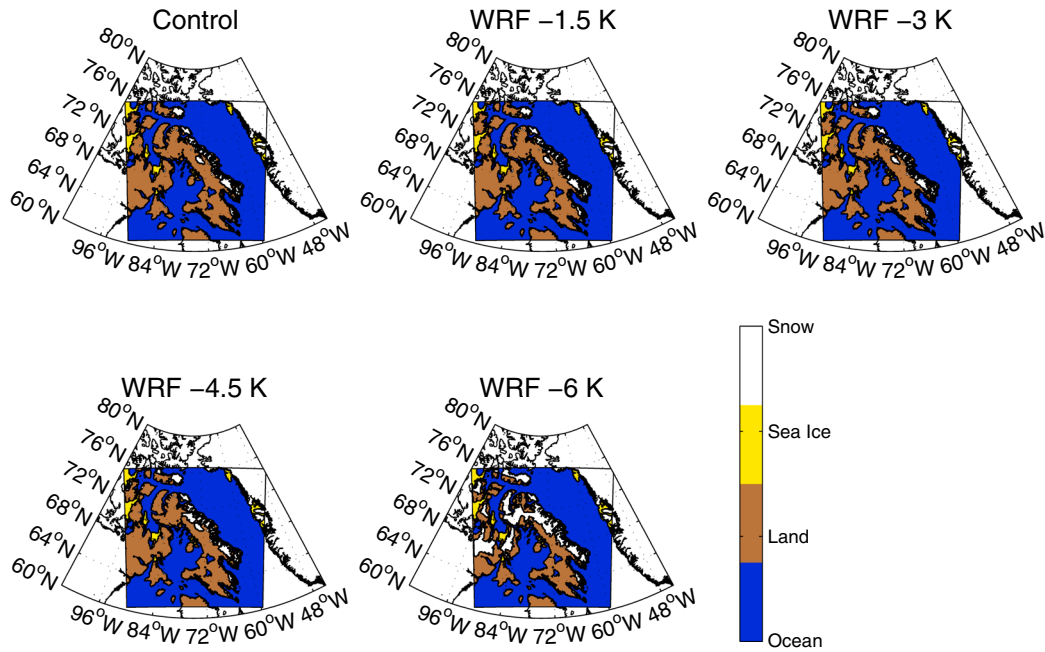 Control
80°N
76°N
72°N
68°N
64°N
60°N
96°W 84°W 72°W 60°W 48°W
WRF −1.5 K
80°N
76°N
72°N
68°N
64°N
60°N
96°W 84°W 72°W 60°W 48°W
WRF −3 K
80°N
76°N
72°N
68°N
64°N
60°N
96°W 84°W 72°W 60°W 48°W
WRF −4.5 K
80°N
76°N
72°N
68°N
64°N
60°N
96°W 84°W 72°W 60°W 48°W
WRF −6 K
80°N
76°N
72°N
68°N
64°N
60°N
96°W 84°W 72°W 60°W 48°W
Snow
Sea Ice
Land
Ocean